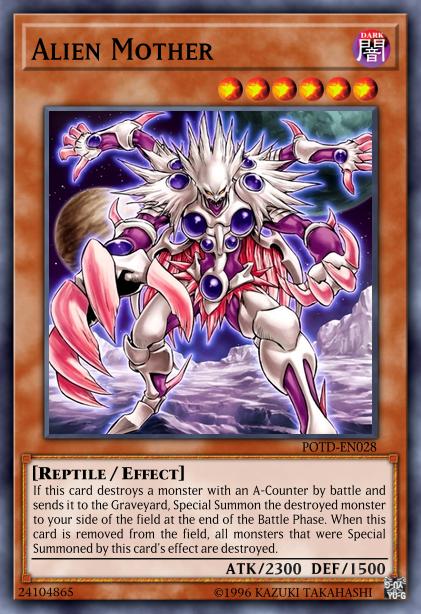 ALIEN MOTHER
DARK
闇
POTD-EN028
[REPTILE / EFFECT]
If this card destroys a monster with an A-Counter by battle and
sends it to the Graveyard, Special Summon the destroyed monster
to your side of the field at the end of the Battle Phase. When this
card is removed from the field, all monsters that were Special
Summoned by this card's effect are destroyed.
ATK/2300 DEF/1500
24104865
©1996 KAZUKI TAKAHASHI